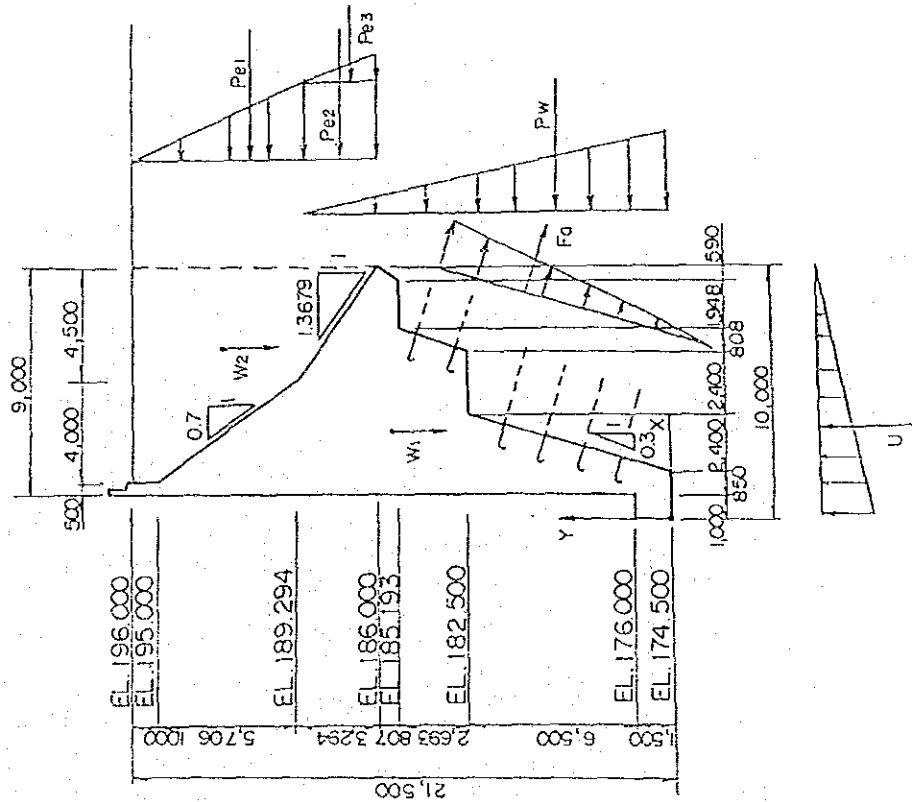 9,000
500
4,000
4,500
Pe1
Pe2
Pe3
0.7
1
W2
1.3679
1
Pw
Fa
W1
0.3
1
X
Y
U
EL.196.000
EL.195.000
EL.189.294
EL.186.000
EL.185.193
EL.182.500
EL.176.000
EL.174.500
1,000
5,706
3,294
807
2,693
6,500
1,500
21,500
1,000
850
2,400
2,400
808
1,948
590
10,000